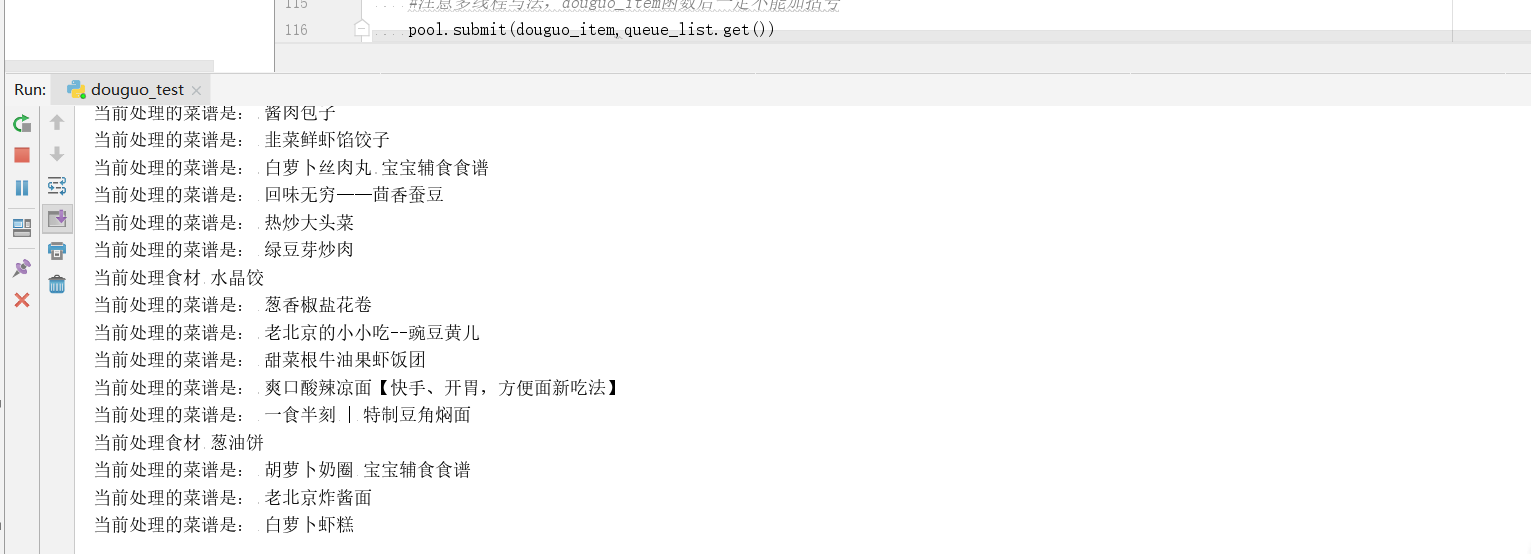 115 #注意多线程写法，douguo_item函数后一定不能加括号
116 pool.submit(douguo_item,queue_list.get())
Run: douguo_test
当前处理的菜谱是： 酱肉包子
当前处理的菜谱是： 韭菜鲜虾馅饺子
当前处理的菜谱是： 白萝卜丝肉丸 宝宝辅食食谱
当前处理的菜谱是： 回味无穷——茴香蚕豆
当前处理的菜谱是： 热炒大头菜
当前处理的菜谱是： 绿豆芽炒肉
当前处理食材 水晶饺
当前处理的菜谱是： 葱香椒盐花卷
当前处理的菜谱是： 老北京的小小吃--豌豆黄儿
当前处理的菜谱是： 甜菜根牛油果虾饭团
当前处理的菜谱是： 爽口酸辣凉面【快手、开胃，方便面新吃法】
当前处理的菜谱是： 一食半刻 | 特制豆角焖面
当前处理食材 葱油饼
当前处理的菜谱是： 胡萝卜奶圈 宝宝辅食食谱
当前处理的菜谱是： 老北京炸酱面
当前处理的菜谱是： 白萝卜虾糕